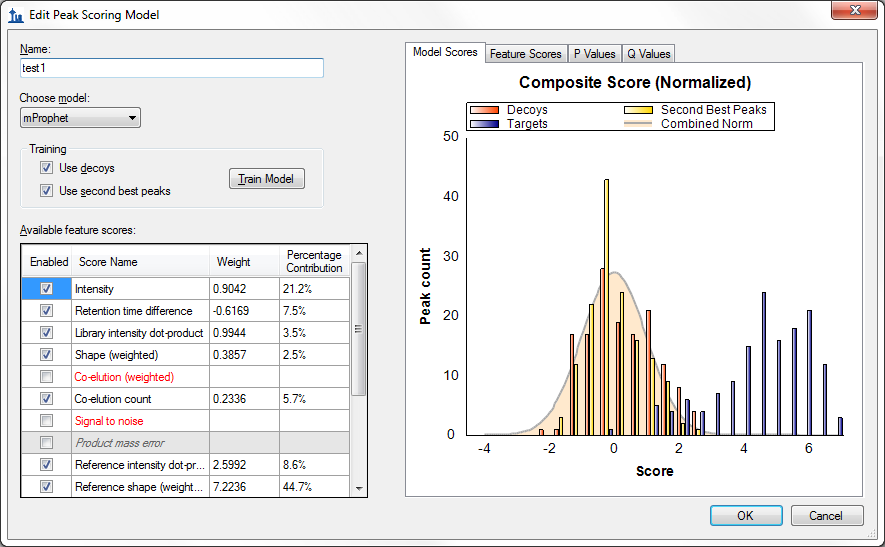 Edit Peak Scoring Model
Name:
test1
Choose model:
mProphet
Training
Use decoys
Use second best peaks
Train Model
Available feature scores:
Enabled Score Name Weight Percentage Contribution
Intensity 0.9042 21.2%
Retention time difference -0.6169 7.5%
Library intensity dot-product 0.9944 3.5%
Shape (weighted) 0.3857 2.5%
Co-elution (weighted)
Co-elution count 0.2336 5.7%
Signal to noise
Product mass error
Reference intensity dot-pr... 2.5992 8.6%
Reference shape (weight... 7.2236 44.7%
Model Scores Feature Scores P Values Q Values
Composite Score (Normalized)
Decoys Second Best Peaks
Targets Combined Norm
Peak count
50
40
30
20
10
0
-4 -2 0 2 4 6
Score
OK Cancel